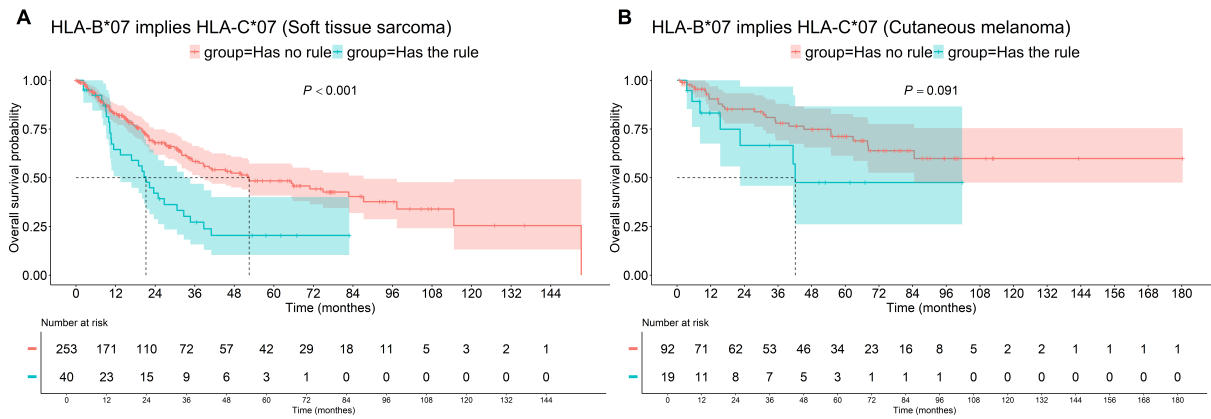 A
HLA-B*07 implies HLA-C*07 (Soft tissue sarcoma)
group=Has no rule group=Has the rule
P < 0.001
Overall survival probability
1.00
0.75
0.50
0.25
0.00
0 12 24 36 48 60 72 84 96 108 120 132 144
Time (monthes)
Number at risk
253 171 110 72 57 42 29 18 11 5 3 2 1
40 23 15 9 6 3 1 0 0 0 0 0 0
0 12 24 36 48 60 72 84 96 108 120 132 144
Time (monthes)
B
HLA-B*07 implies HLA-C*07 (Cutaneous melanoma)
group=Has no rule group=Has the rule
P = 0.091
Overall survival probability
1.00
0.75
0.50
0.25
0.00
0 12 24 36 48 60 72 84 96 108 120 132 144 156 168 180
Time (monthes)
Number at risk
92 71 62 53 46 34 23 16 8 5 2 2 1 1 1 1
19 11 8 7 5 3 1 1 1 0 0 0 0 0 0 0
0 12 24 36 48 60 72 84 96 108 120 132 144 156 168 180
Time (monthes)